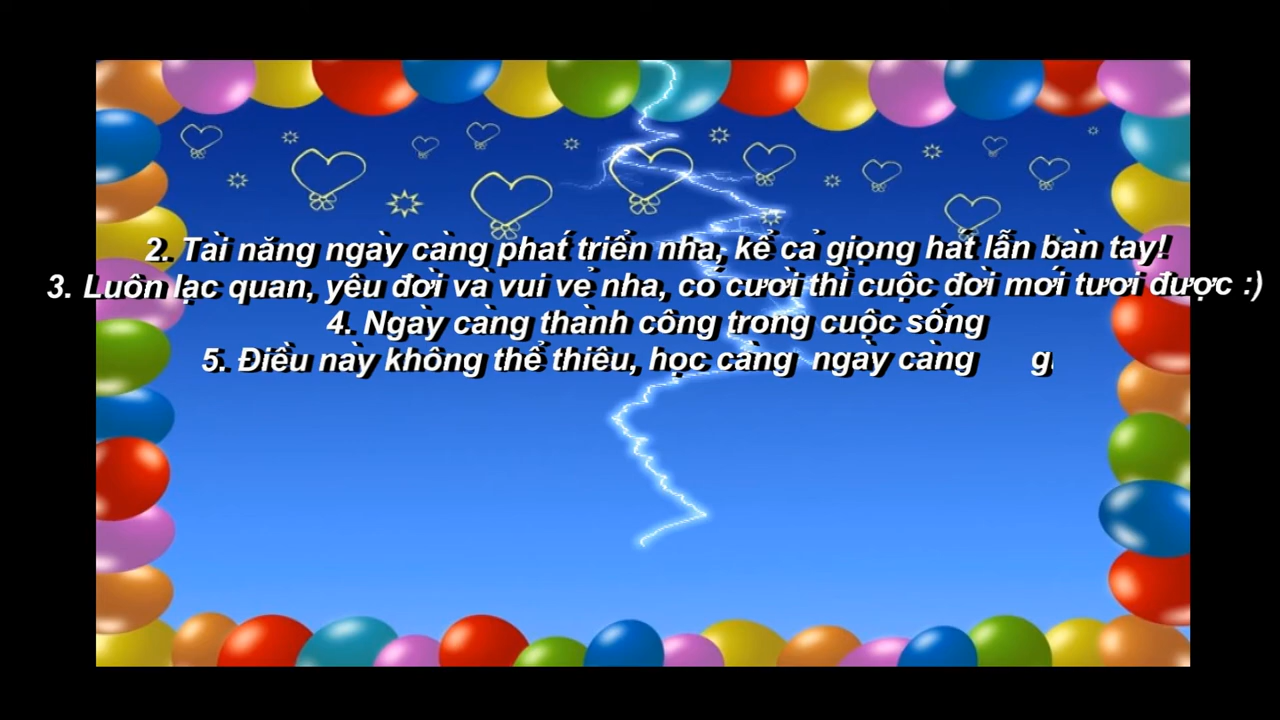 2. Tài năng ngày càng phát triển nha, kể cả giọng hát lẫn bàn tay!
3. Luôn lạc quan, yêu đời và vui vẻ nha, có cười thì cuộc đời mới tươi được :)
4. Ngày càng thành công trong cuộc sống
5. Điều này không thể thiêu, học càng ngày càng g